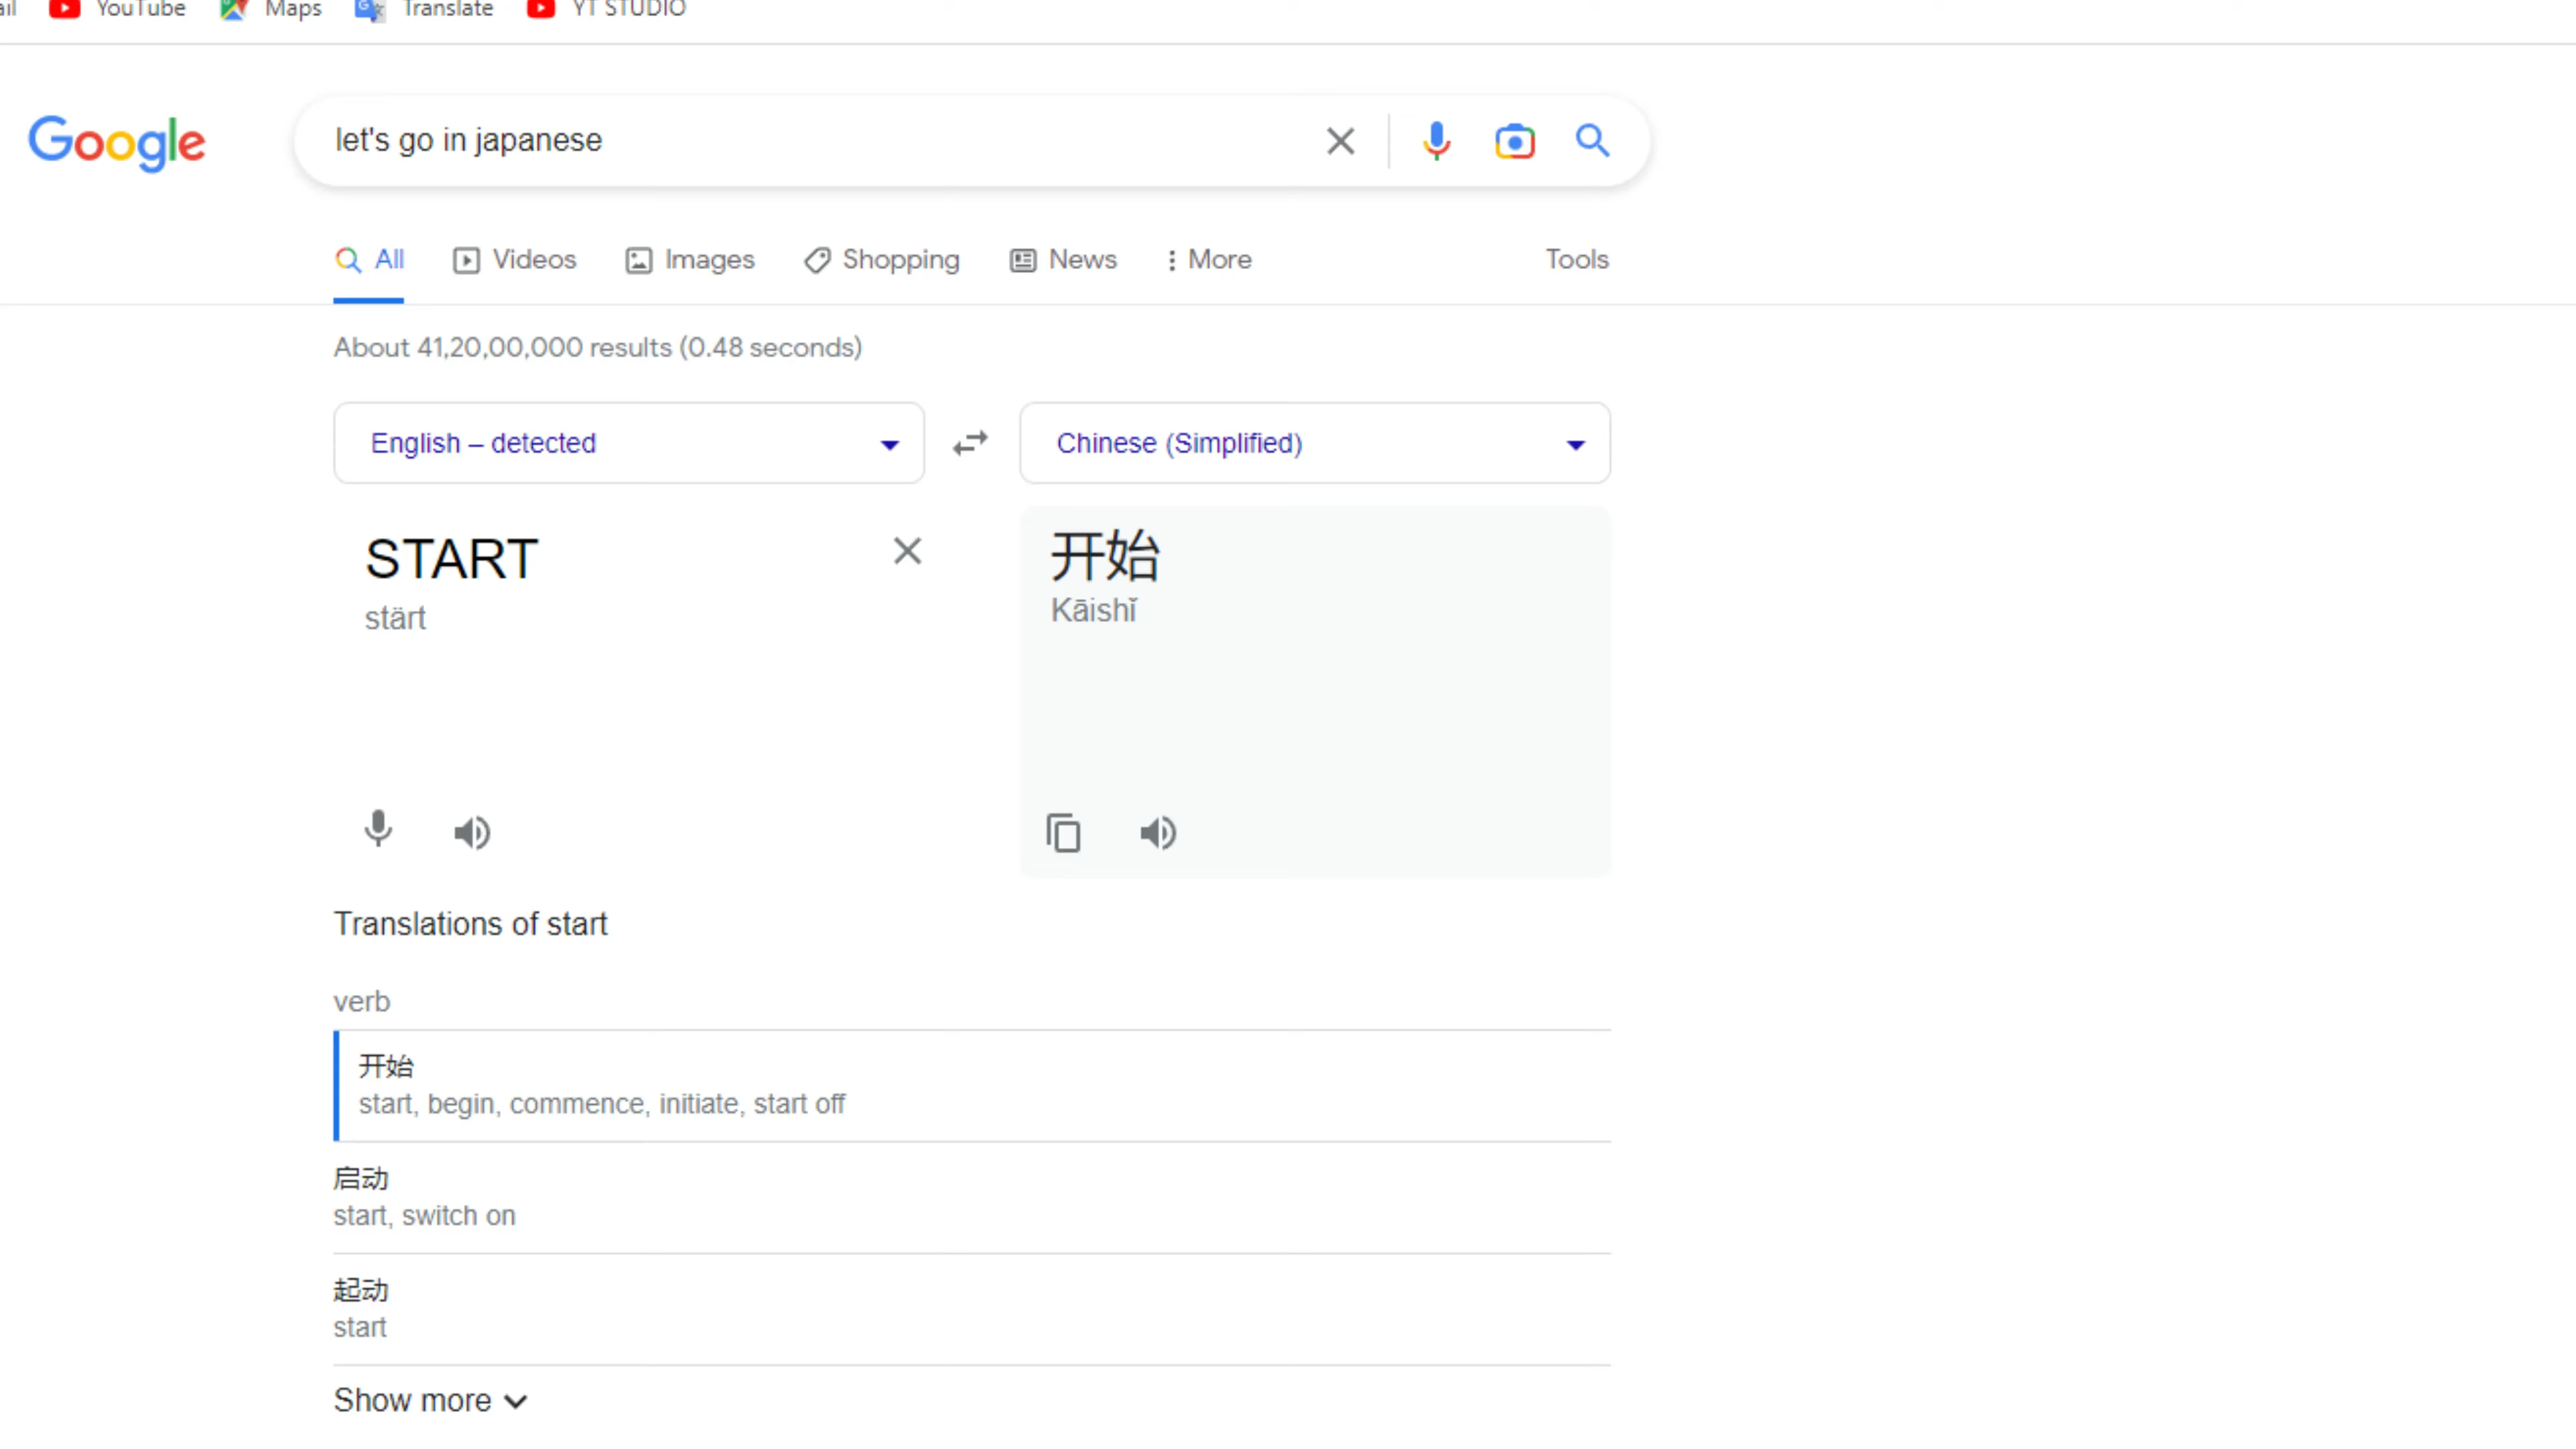 YouTube Maps Translate YT STUDIO
Google
let's go in japanese
All Videos Images Shopping News More Tools
About 41,20,00,000 results (0.48 seconds)
English – detected
Chinese (Simplified)
START
stärt
开始
Kāishǐ
Translations of start
verb
开始
start, begin, commence, initiate, start off
启动
start, switch on
起动
start
Show more